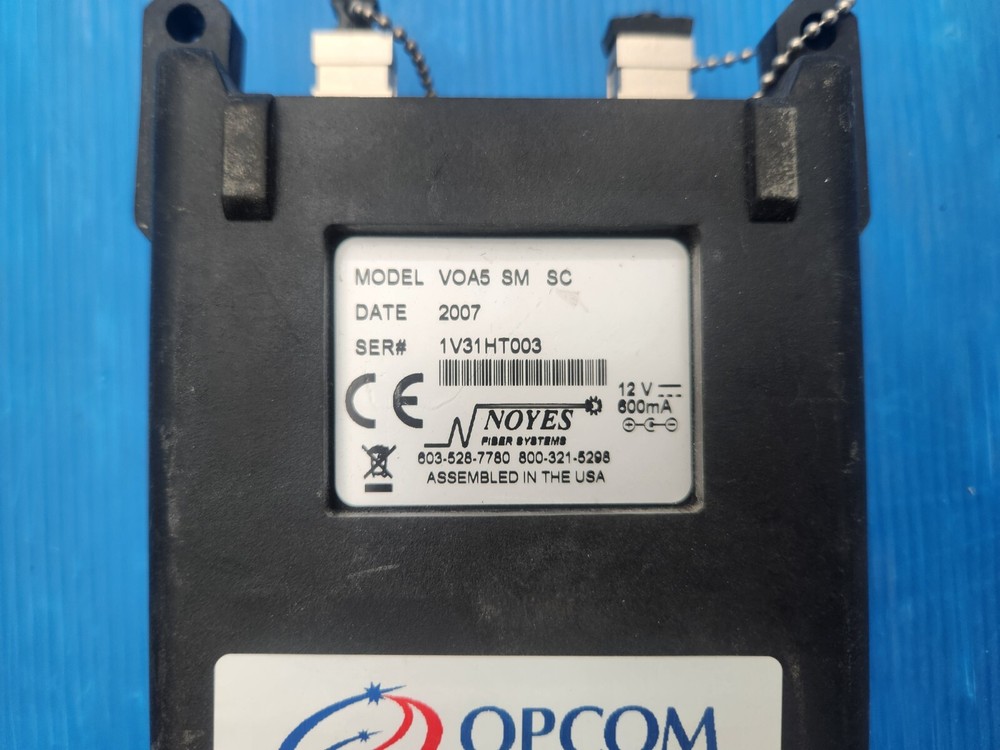 MODEL VOA5 SM SC
DATE 2007
SER# 1V31HT003
CE
12 V
600mA
NOYES
FIBER SYSTEMS
603-528-7780 800-321-5298
ASSEMBLED IN THE USA
OPCOM